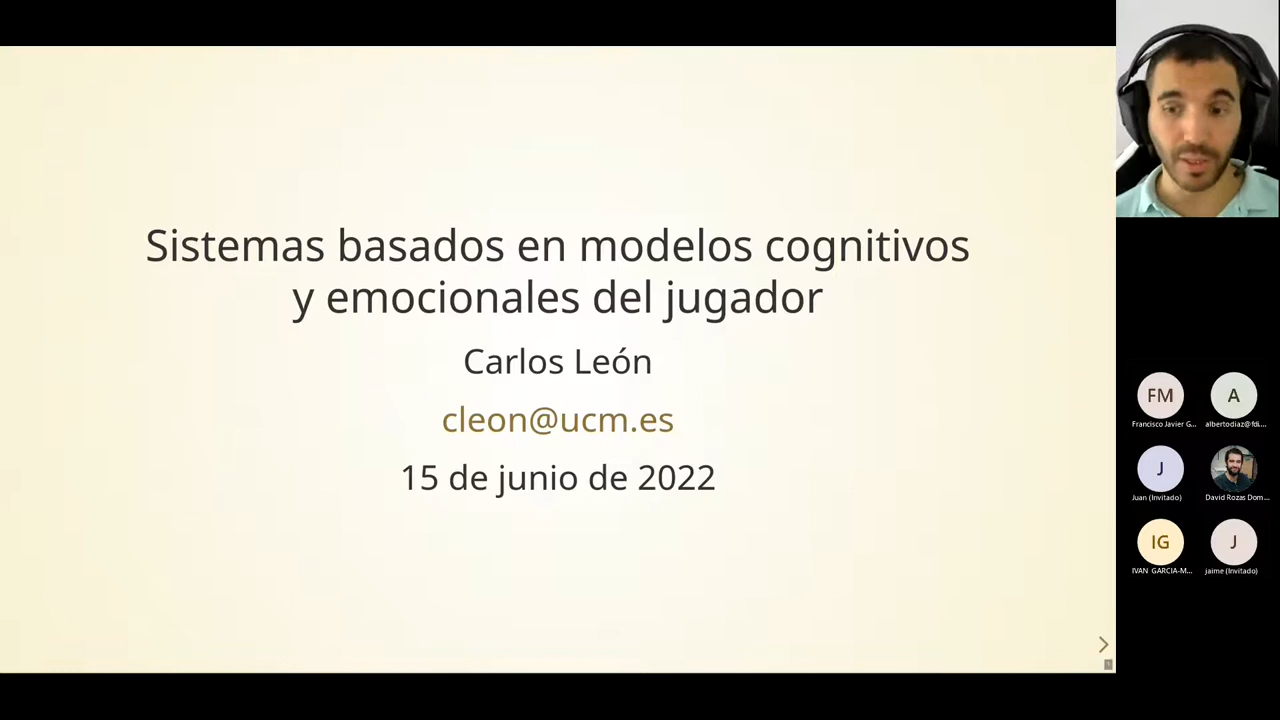 Sistemas basados en modelos cognitivos
y emocionales del jugador
Carlos León
cleon@ucm.es
15 de junio de 2022
FM
Francisco Javier G...
A
albertodiaz@fdi....
J
Juan (Invitado)
David Rozas Dom...
IG
IVAN GARCIA-M...
J
jaime (Invitado)